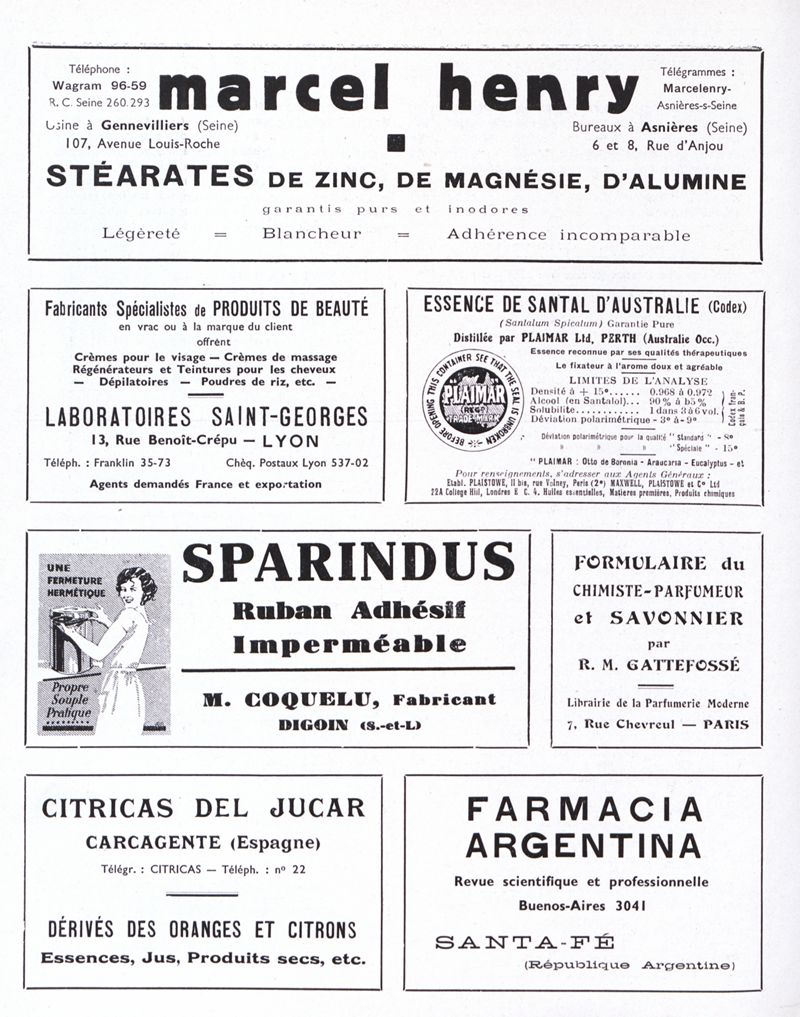 Téléphone :
Wagram 96-59
R. C. Seine 260.293
marcel henry
Télégrammes :
Marcelenry-
Asnières-s-Seine
Usine à Gennevilliers (Seine)
107, Avenue Louis-Roche
Bureaux à Asnières (Seine)
6 et 8, Rue d'Anjou
STÉARATES DE ZINC, DE MAGNÉSIE, D'ALUMINE
garantis purs et inodores
Légèreté = Blancheur = Adhérence incomparable
Fabricants Spécialistes de PRODUITS DE BEAUTÉ
en vrac ou à la marque du client
offrent
Crèmes pour le visage — Crèmes de massage
Régénérateurs et Teintures pour les cheveux
— Dépilatoires — Poudres de riz, etc. —
LABORATOIRES SAINT-GEORGES
13, Rue Benoît-Crépu — LYON
Téléph. : Franklin 35-73 Chèq. Postaux Lyon 537-02
Agents demandés France et exportation
ESSENCE DE SANTAL D'AUSTRALIE (Codex)
(Santalum Spicatum) Garantie Pure
Distillée par PLAIMAR Ltd, PERTH (Australie Occ.)
Essence reconnue par ses qualités thérapeutiques
Le fixateur à l'arome doux et agréable
BEFORE OPENING THIS CONTAINER SEE THAT THE SEAL IS UNBROKEN
"PLAIMAR"
(REG?)
TRADE-MARK
LIMITES DE L'ANALYSE
Densité à + 15º...... 0.968 à 0.972
Alcool (en Santalol)... 90 % à 95 %
Solubilité........... 1 dans 3 à 6 vol.
Déviation polarimétrique - 3º à - 9º
Déviation polarimétrique pour la qualité "Standard" - 8º
" " " "Spéciale" - 15º
"PLAIMAR : Otto de Boronia - Araucaria - Eucalyptus - et
Pour renseignements, s'adresser aux Agents Généraux :
Etabl. PLAISTOWE, 11 bis, rue Volney, Paris (2ᵉ) MAXWELL, PLAISTOWE et Cº Ltd
22A College Hill, Londres E C. 4. Huiles essentielles, Matieres premières, Produits chimiques
UNE
FERMETURE
HERMÉTIQUE
Propre
Souple
Pratique
SPARINDUS
Ruban Adhésif
Imperméable
M. COQUELU, Fabricant
DIGOIN (S.-et-L)
FORMULAIRE du
CHIMISTE-PARFUMEUR
et SAVONNIER
par
R. M. GATTEFOSSÉ
Librairie de la Parfumerie Moderne
7, Rue Chevreul — PARIS
CITRICAS DEL JUCAR
CARCAGENTE (Espagne)
Télégr. : CITRICAS — Téléph. : nº 22
DÉRIVÉS DES ORANGES ET CITRONS
Essences, Jus, Produits secs, etc.
FARMACIA
ARGENTINA
Revue scientifique et professionnelle
Buenos-Aires 3041
SANTA-FÉ
(République Argentine)